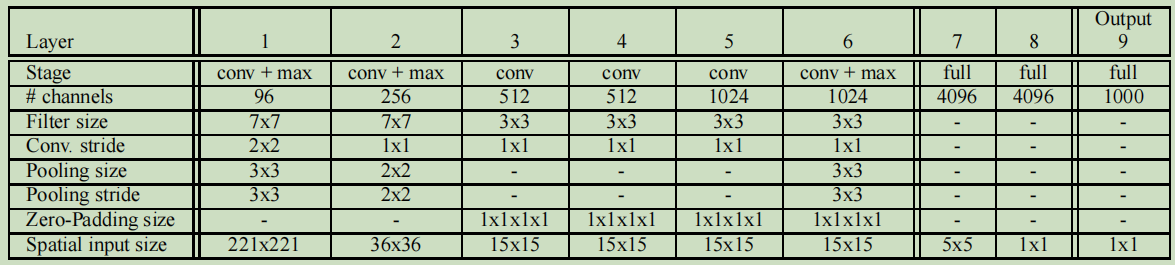 Output
Layer 1 2 3 4 5 6 7 8 9
Stage conv + max conv + max conv conv conv conv + max full full full
# channels 96 256 512 512 1024 1024 4096 4096 1000
Filter size 7x7 7x7 3x3 3x3 3x3 3x3 - - -
Conv. stride 2x2 1x1 1x1 1x1 1x1 1x1 - - -
Pooling size 3x3 2x2 - - - 3x3 - - -
Pooling stride 3x3 2x2 - - - 3x3 - - -
Zero-Padding size - - 1x1x1x1 1x1x1x1 1x1x1x1 1x1x1x1 - - -
Spatial input size 221x221 36x36 15x15 15x15 15x15 15x15 5x5 1x1 1x1